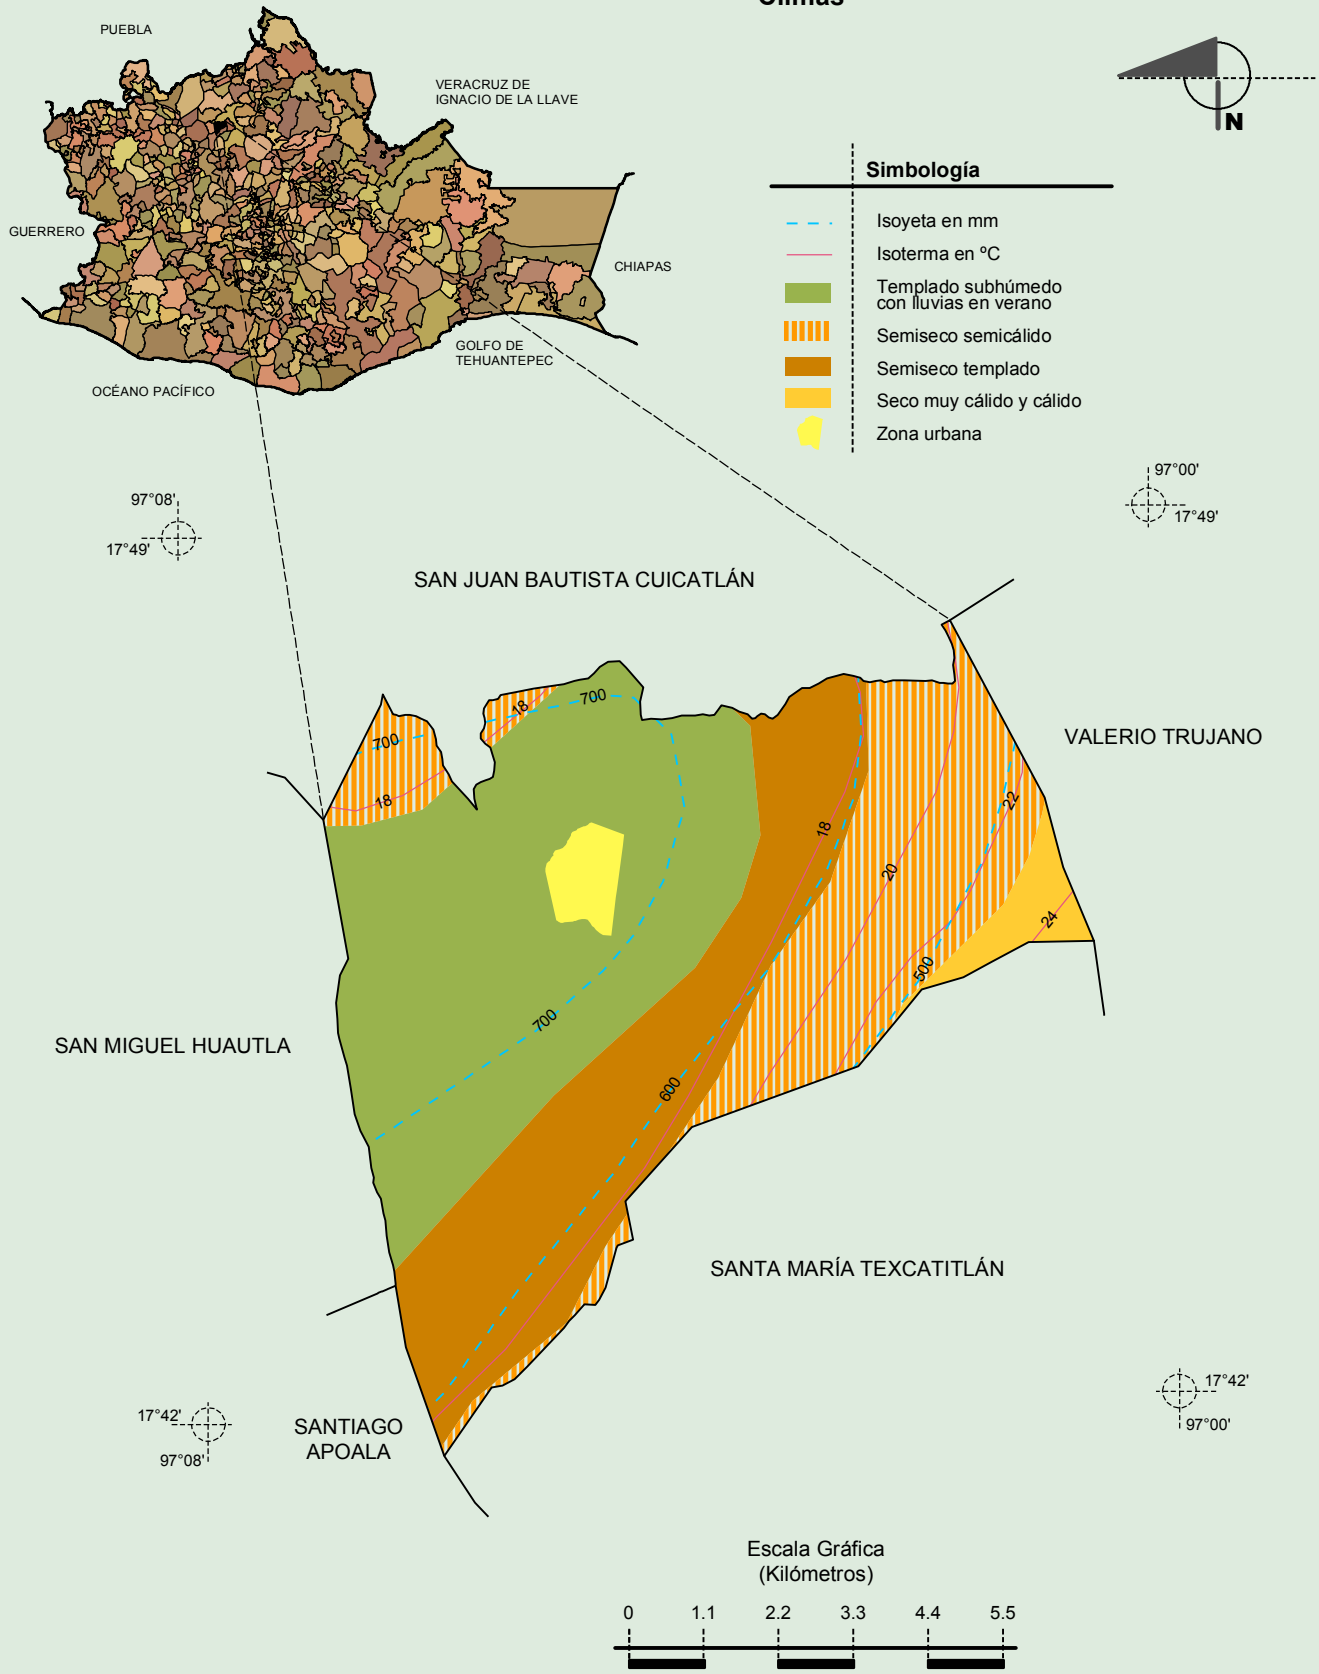 Climas
PUEBLA
VERACRUZ DE
IGNACIO DE LA LLAVE
GUERRERO
CHIAPAS
GOLFO DE
TEHUANTEPEC
OCÉANO PACÍFICO
N
Simbología
Isoyeta en mm
Isoterma en ºC
Templado subhúmedo
con lluvias en verano
Semiseco semicálido
Semiseco templado
Seco muy cálido y cálido
Zona urbana
97°08'
17°49'
97°00'
17°49'
SAN JUAN BAUTISTA CUICATLÁN
VALERIO TRUJANO
700
18
18
700
18
20
22
24
500
700
600
SAN MIGUEL HUAUTLA
SANTA MARÍA TEXCATITLÁN
17°42'
97°08'
SANTIAGO
APOALA
17°42'
97°00'
Escala Gráfica
(Kilómetros)
0 1.1 2.2 3.3 4.4 5.5